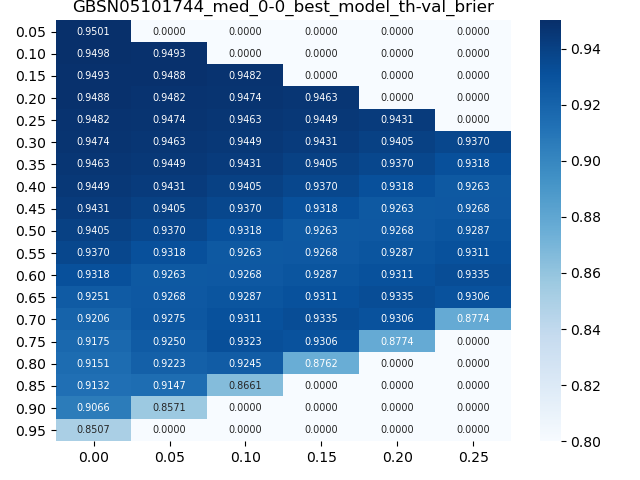 GBSN05101744_med_0-0_best_model_th-val_brier
0.05 0.9501 0.0000 0.0000 0.0000 0.0000 0.0000
0.10 0.9498 0.9493 0.0000 0.0000 0.0000 0.0000
0.15 0.9493 0.9488 0.9482 0.0000 0.0000 0.0000
0.20 0.9488 0.9482 0.9474 0.9463 0.0000 0.0000
0.25 0.9482 0.9474 0.9463 0.9449 0.9431 0.0000
0.30 0.9474 0.9463 0.9449 0.9431 0.9405 0.9370
0.35 0.9463 0.9449 0.9431 0.9405 0.9370 0.9318
0.40 0.9449 0.9431 0.9405 0.9370 0.9318 0.9263
0.45 0.9431 0.9405 0.9370 0.9318 0.9263 0.9268
0.50 0.9405 0.9370 0.9318 0.9263 0.9268 0.9287
0.55 0.9370 0.9318 0.9263 0.9268 0.9287 0.9311
0.60 0.9318 0.9263 0.9268 0.9287 0.9311 0.9335
0.65 0.9251 0.9268 0.9287 0.9311 0.9335 0.9306
0.70 0.9206 0.9275 0.9311 0.9335 0.9306 0.8774
0.75 0.9175 0.9250 0.9323 0.9306 0.8774 0.0000
0.80 0.9151 0.9223 0.9245 0.8762 0.0000 0.0000
0.85 0.9132 0.9147 0.8661 0.0000 0.0000 0.0000
0.90 0.9066 0.8571 0.0000 0.0000 0.0000 0.0000
0.95 0.8507 0.0000 0.0000 0.0000 0.0000 0.0000
0.00 0.05 0.10 0.15 0.20 0.25
0.94
0.92
0.90
0.88
0.86
0.84
0.82
0.80